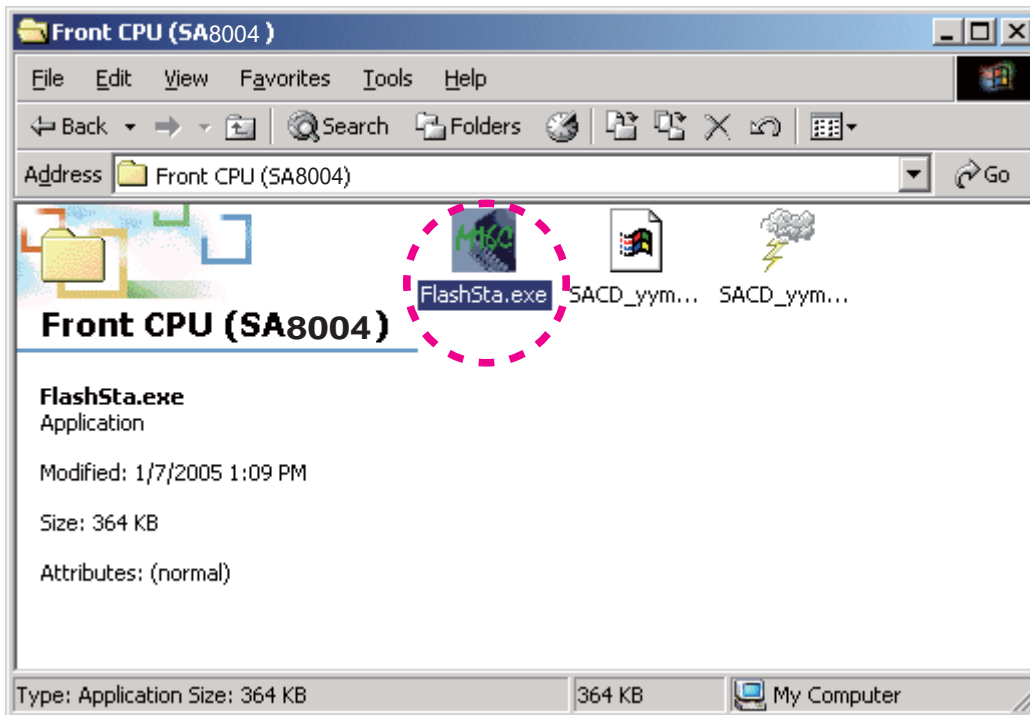 Front CPU (SA8004 )
File Edit View Favorites Tools Help
Back Search Folders
Address Front CPU (SA8004) Go
M16C
FlashSta.exe SACD_yym... SACD_yym...
Front CPU (SA8004)
FlashSta.exe
Application
Modified: 1/7/2005 1:09 PM
Size: 364 KB
Attributes: (normal)
Type: Application Size: 364 KB 364 KB My Computer